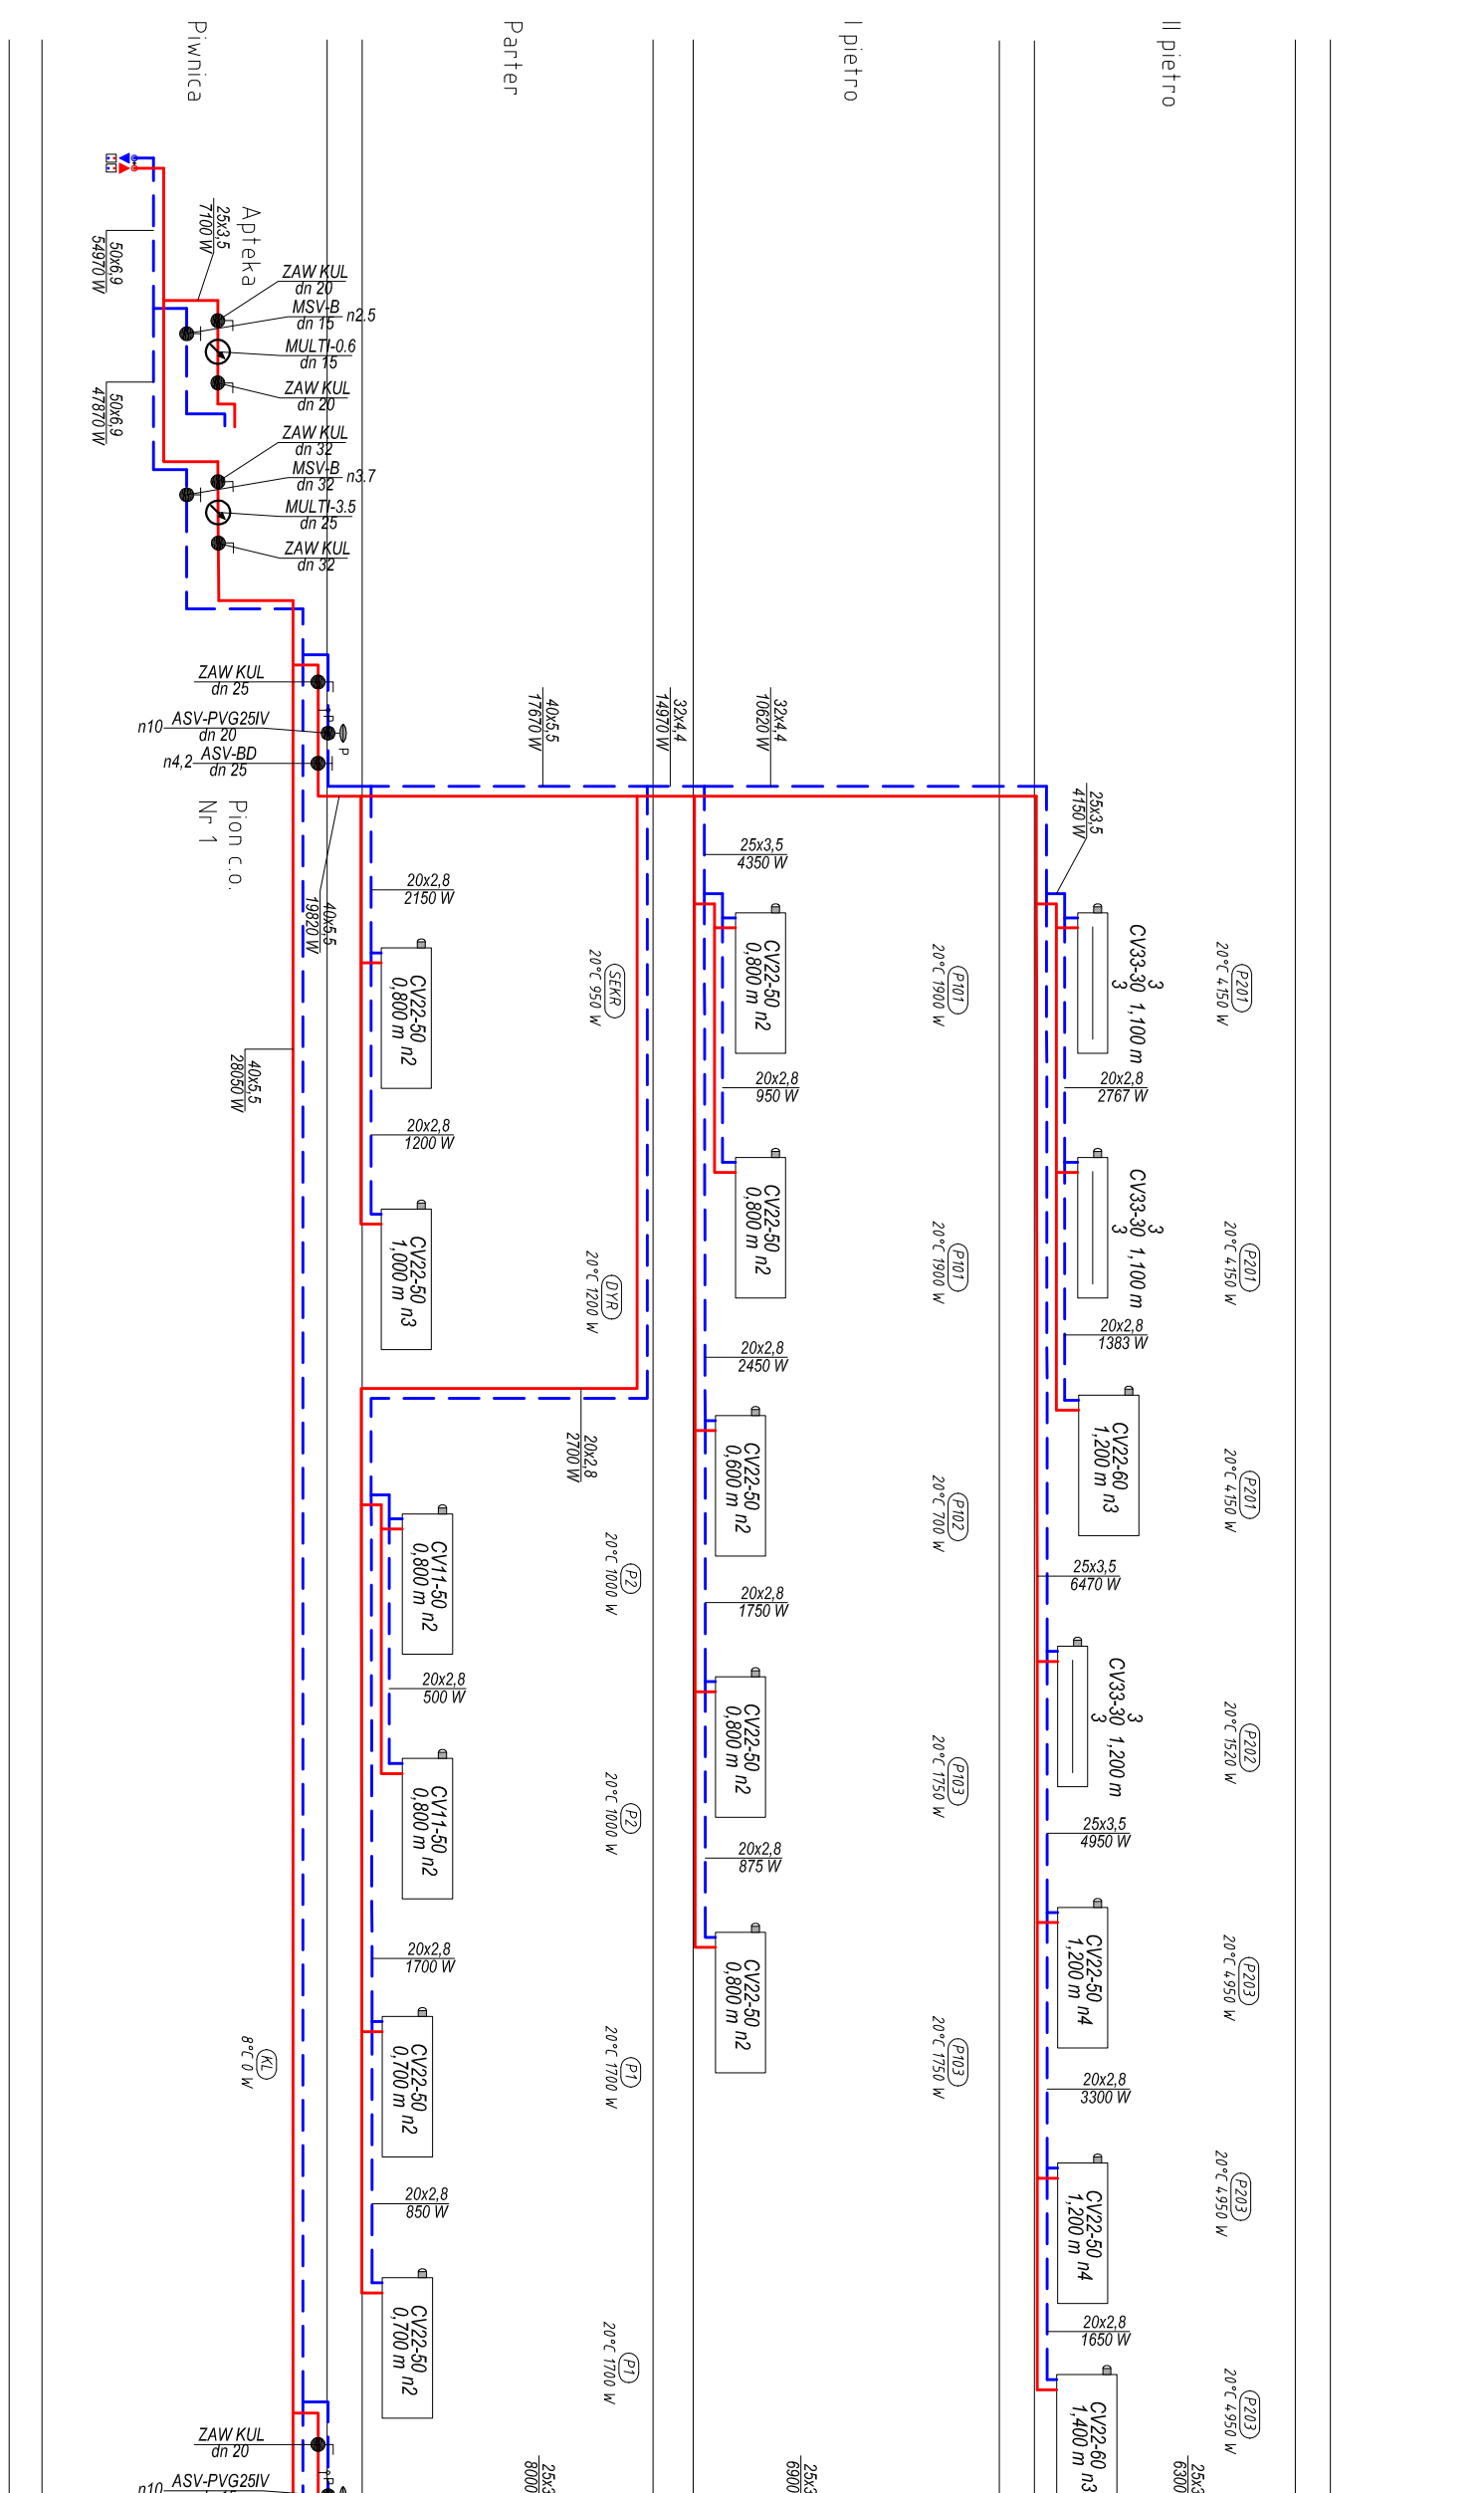 II pietro
I pietro
Parter
Piwnica
Apteka
25x3,5
7100 W
50x6,9
54970 W
50x6,9
47870 W
ZAW KUL
dn 20
MSV-B
dn 15
n2.5
MULTI-0.6
dn 15
ZAW KUL
dn 20
ZAW KUL
dn 32
MSV-B
dn 32
n3.7
MULTI-3.5
dn 25
ZAW KUL
dn 32
ZAW KUL
dn 25
n10
ASV-PVG25IV
dn 20
P
n4,2
ASV-BD
dn 25
Pion c.o.
Nr 1
40x5,5
19820 W
40x5,5
28050 W
40x5,5
17670 W
32x4,4
14970 W
32x4,4
10620 W
25x3,5
4150 W
25x3,5
4350 W
20x2,8
2150 W
CV22-50
0,800 m n2
SEKR
20°C 950 W
20x2,8
1200 W
CV22-50
1,000 m n3
DYR
20°C 1200 W
20x2,8
2700 W
CV11-50
0,800 m n2
P2
20°C 1000 W
20x2,8
500 W
CV11-50
0,800 m n2
P2
20°C 1000 W
20x2,8
1700 W
CV22-50
0,700 m n2
P1
20°C 1700 W
20x2,8
850 W
CV22-50
0,700 m n2
P1
20°C 1700 W
CV22-50
0,800 m n2
P101
20°C 1900 W
20x2,8
950 W
CV22-50
0,800 m n2
P101
20°C 1900 W
20x2,8
2450 W
CV22-50
0,600 m n2
P102
20°C 700 W
20x2,8
1750 W
CV22-50
0,800 m n2
P103
20°C 1750 W
20x2,8
875 W
CV22-50
0,800 m n2
P103
20°C 1750 W
CV33-30 1,100 m
3
3
P201
20°C 4150 W
20x2,8
2767 W
CV33-30 1,100 m
3
3
P201
20°C 4150 W
20x2,8
1383 W
CV22-60
1,200 m n3
P201
20°C 4150 W
25x3,5
6470 W
CV33-30 1,200 m
3
3
P202
20°C 1520 W
25x3,5
4950 W
CV22-50
1,200 m n4
P203
20°C 4950 W
20x2,8
3300 W
CV22-50
1,200 m n4
P203
20°C 4950 W
20x2,8
1650 W
CV22-60
1,400 m n3
P203
20°C 4950 W
KL
8°C 0 W
ZAW KUL
dn 20
n10
ASV-PVG25IV
25x3
8000
25x3
6900
25x3
6300